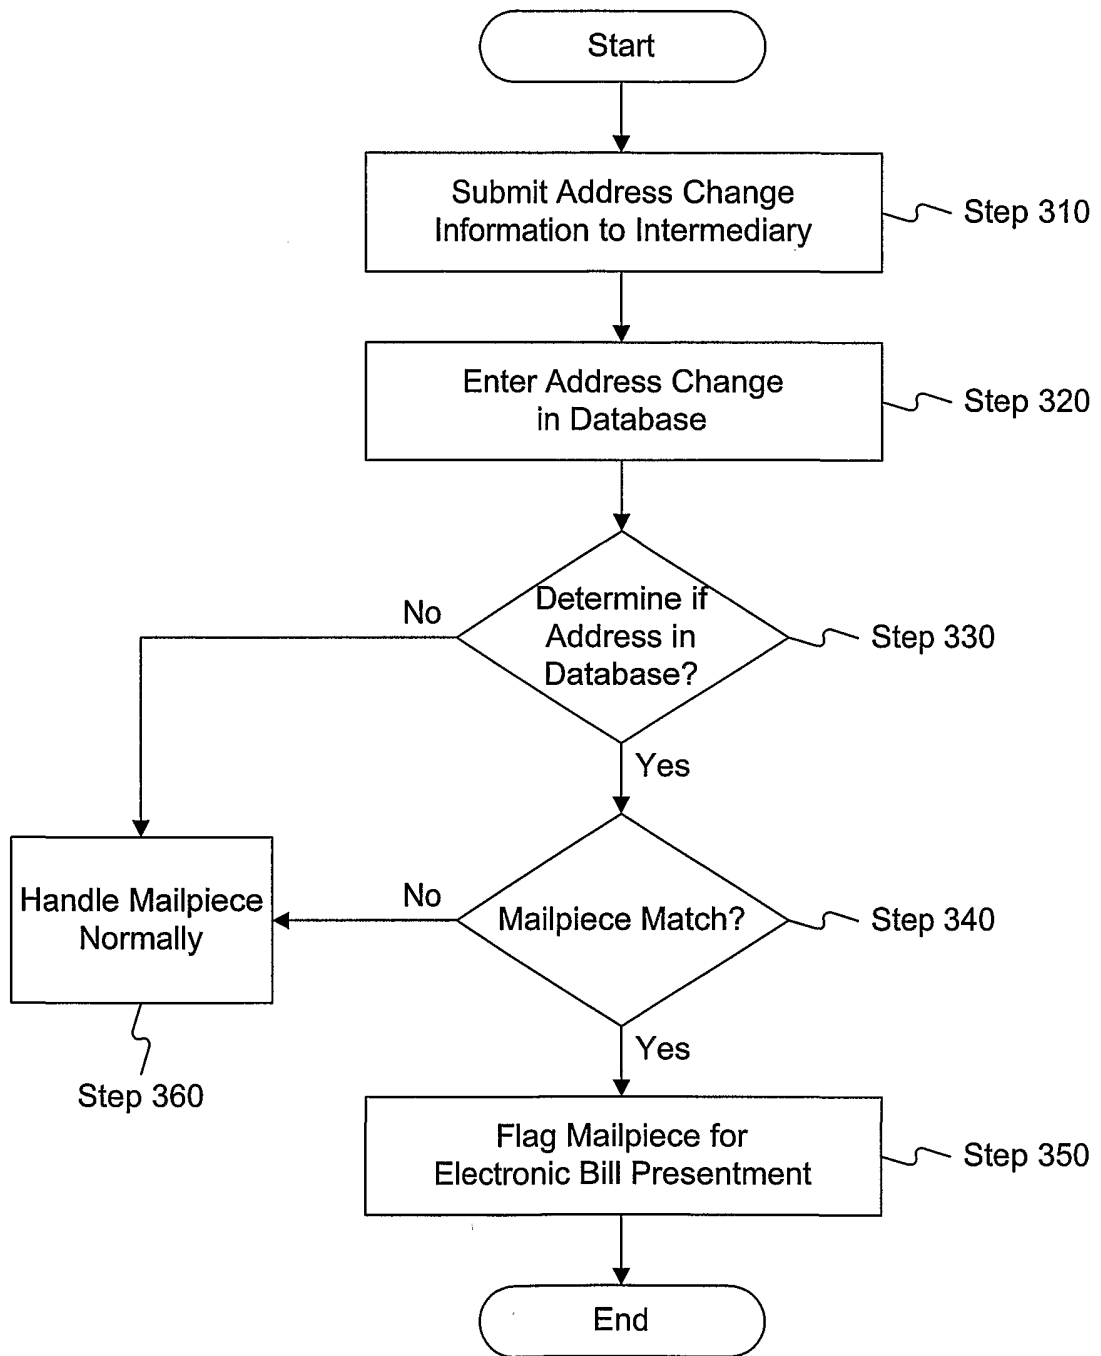 Start
Submit Address Change
Information to Intermediary
Step 310
Enter Address Change
in Database
Step 320
No
Determine if
Address in
Database?
Step 330
Yes
Handle Mailpiece
Normally
No
Mailpiece Match?
Step 340
Yes
Step 360
Flag Mailpiece for
Electronic Bill Presentment
Step 350
End